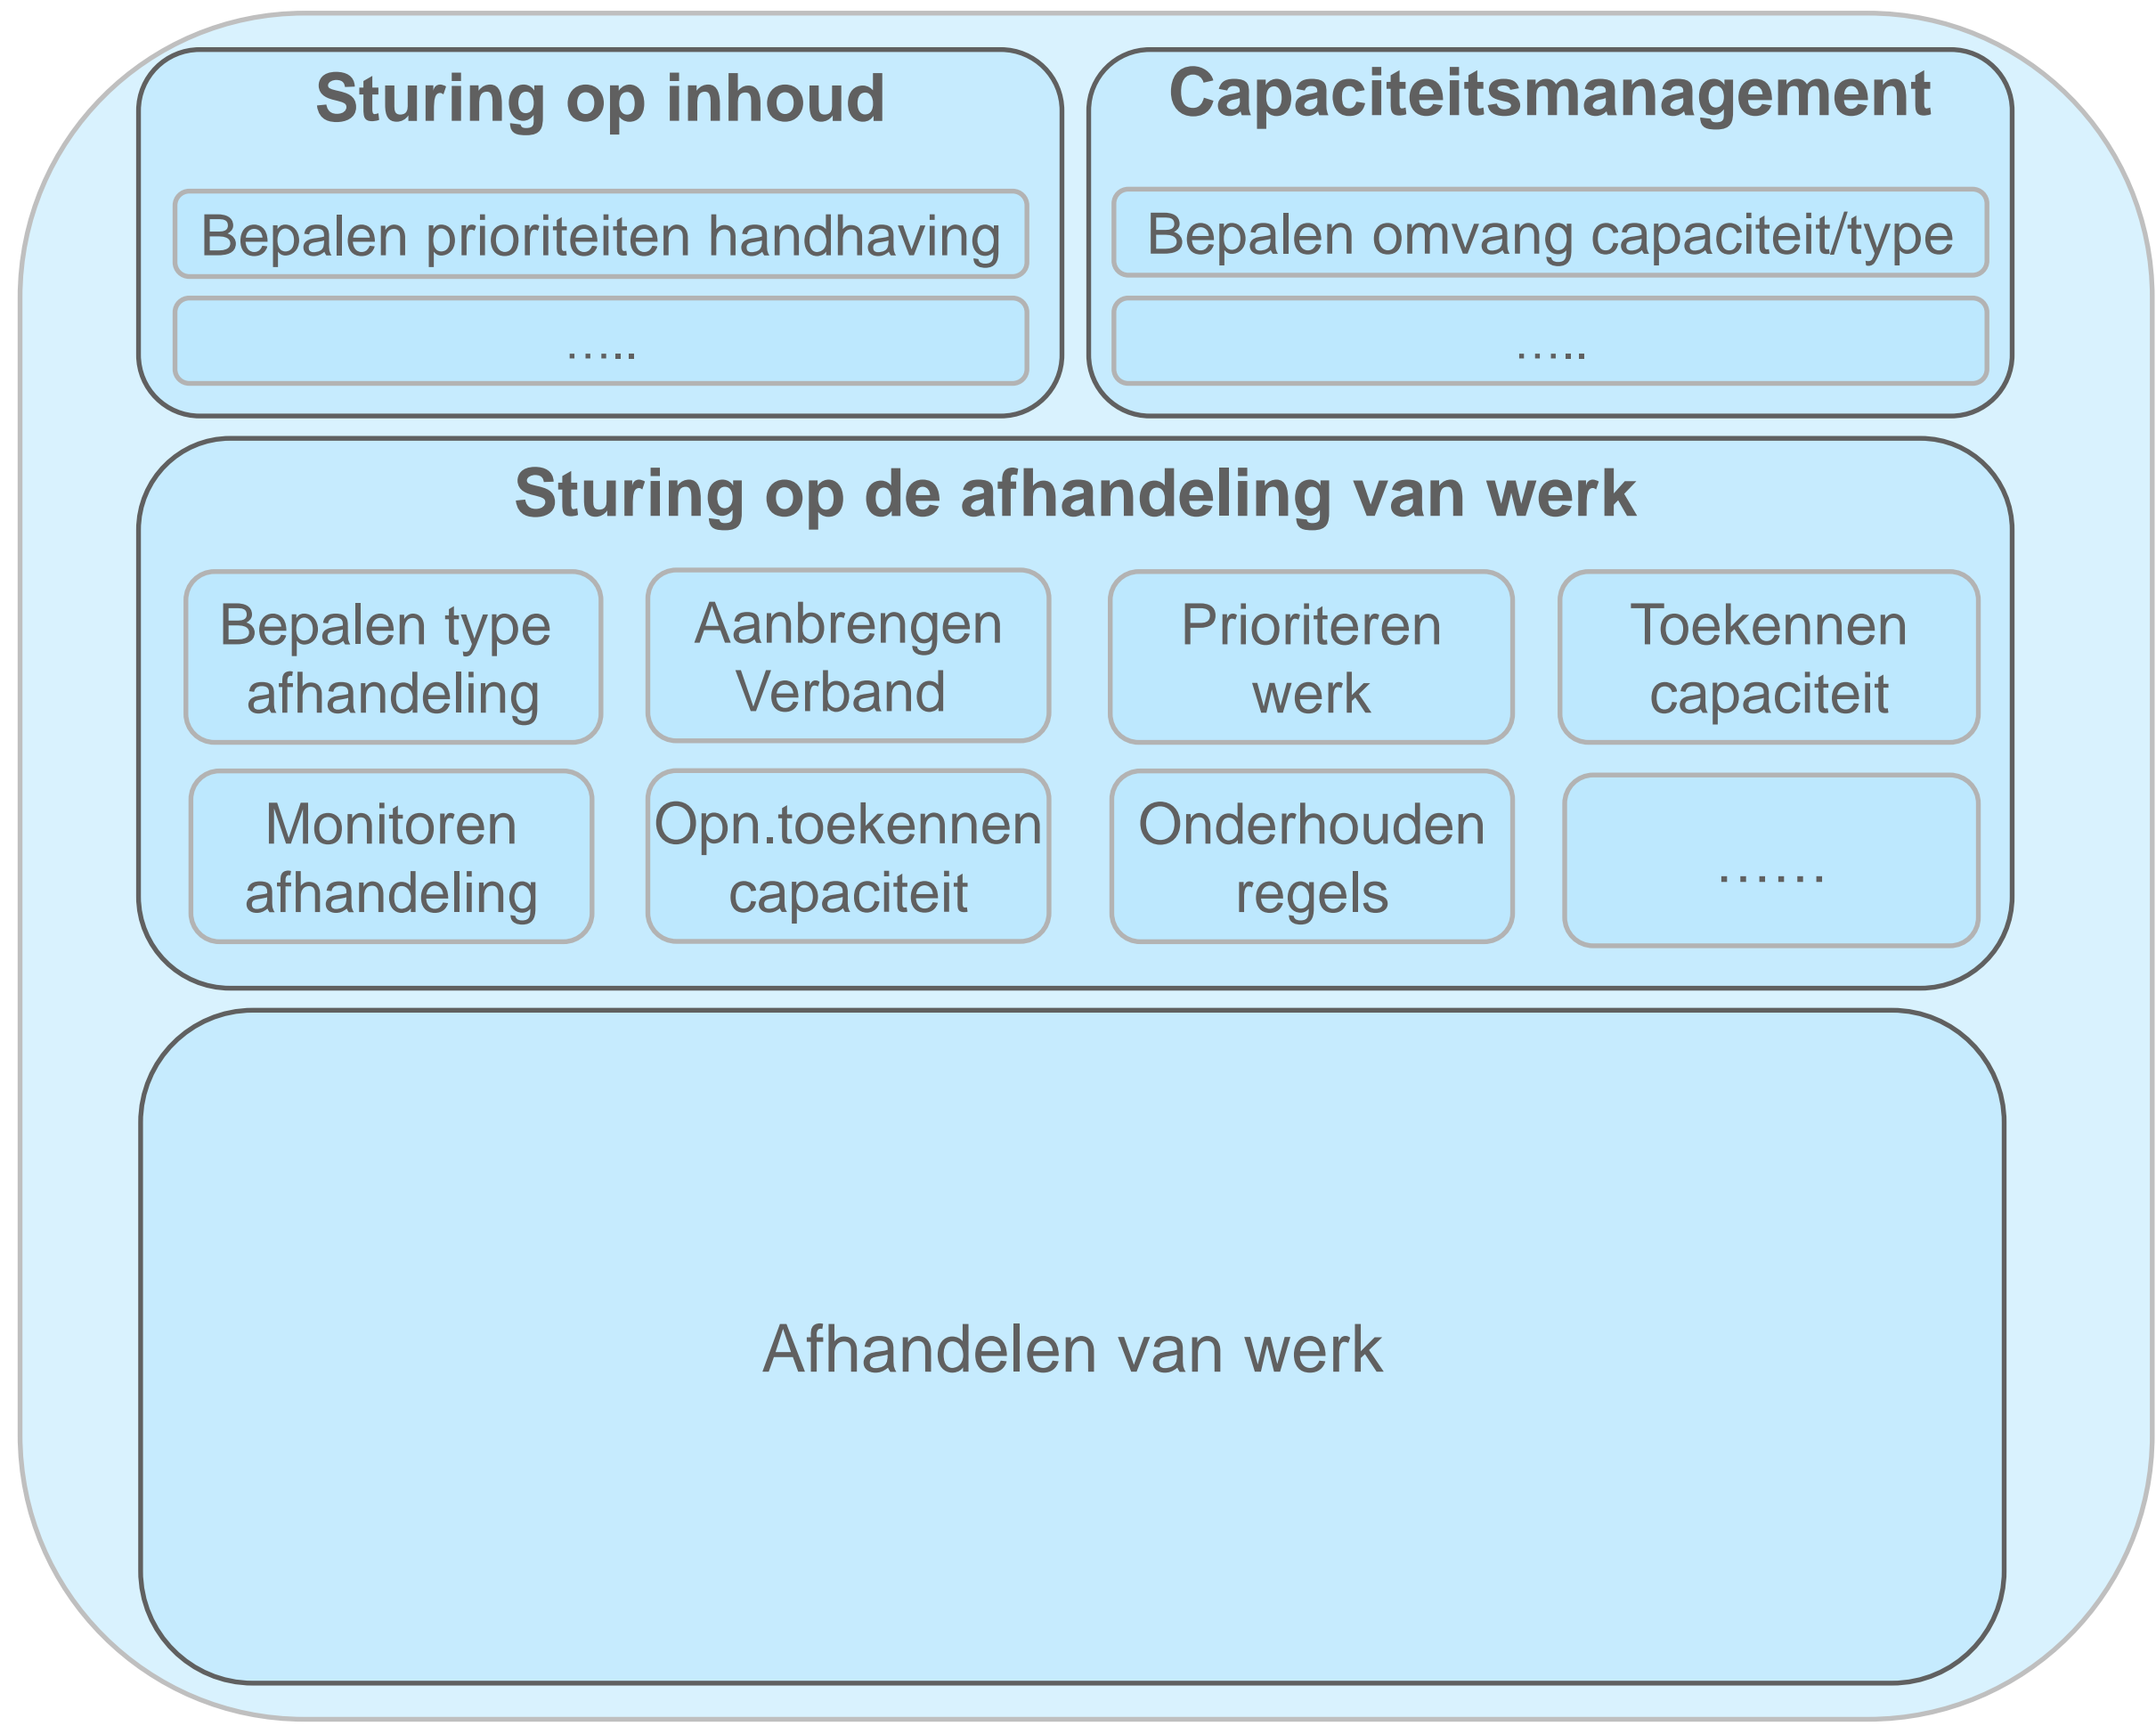 Sturing op inhoud
Bepalen prioriteiten handhaving
…..
Capaciteitsmanagement
Bepalen omvang capaciteit/type
…..
Sturing op de afhandeling van werk
Bepalen type
afhandeling
Aanbrengen
Verband
Prioriteren
werk
Toekennen
capaciteit
Monitoren
afhandeling
Opn.toekennen
capaciteit
Onderhouden
regels
……
Afhandelen van werk